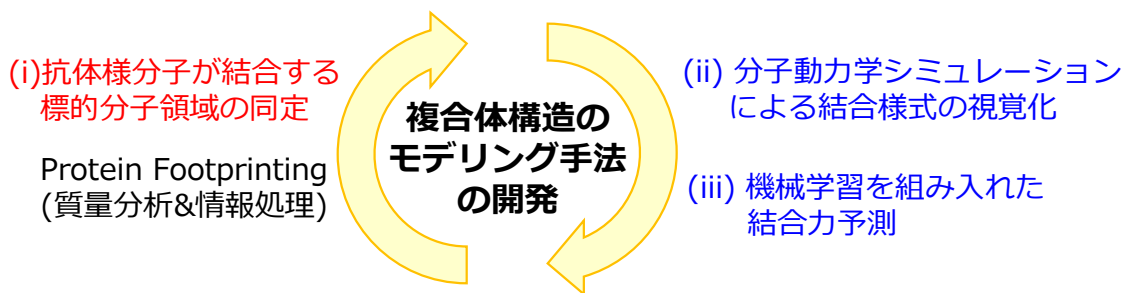 (i)抗体様分子が結合する
標的分子領域の同定
Protein Footprinting
(質量分析&情報処理)
複合体構造の
モデリング手法
の開発
(ii) 分子動力学シミュレーション
による結合様式の視覚化
(iii) 機械学習を組み入れた
結合力予測